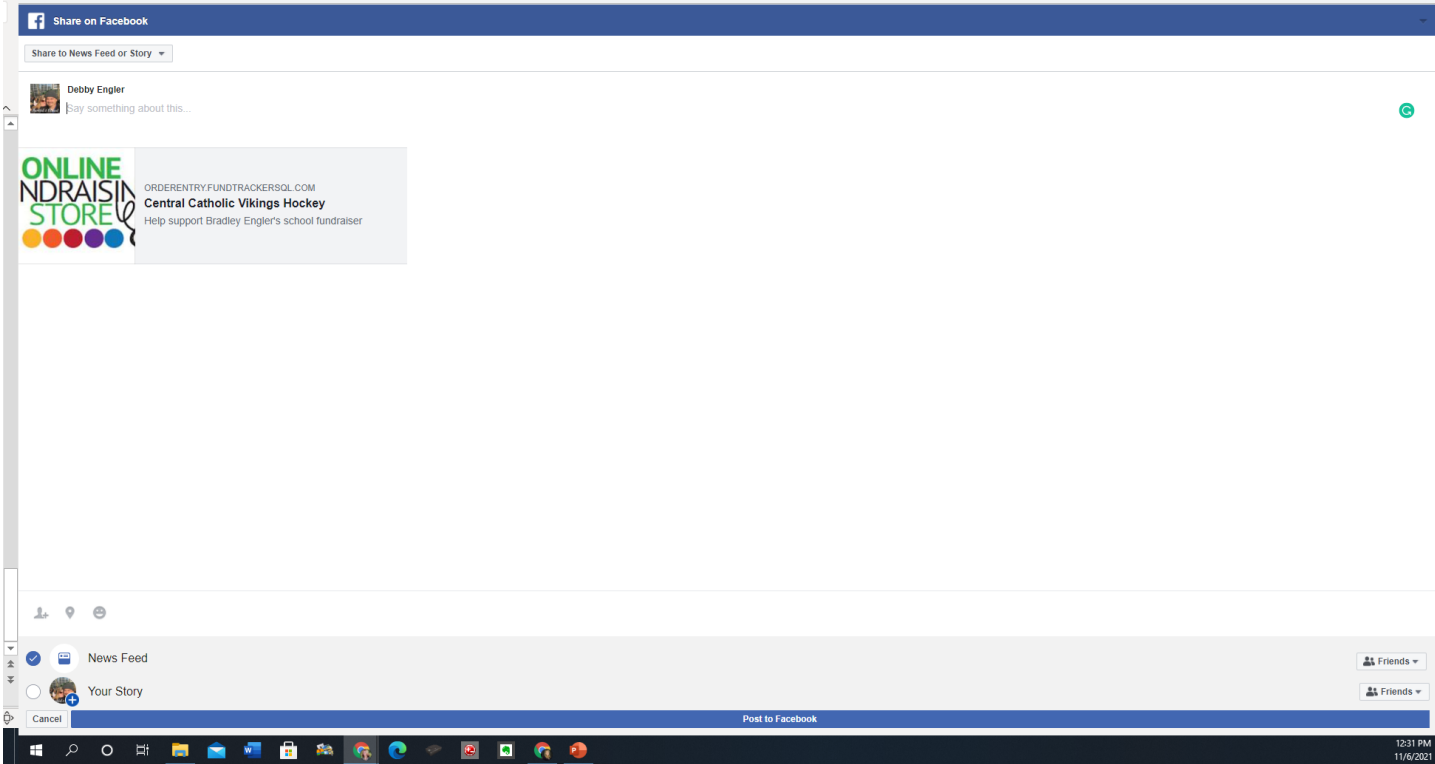 Share on Facebook
Share to News Feed or Story
Debby Engler
Say something about this...
ONLINE
NDRAISIN
STORE
ORDERENTRY.FUNDTRACKERSQL.COM
Central Catholic Vikings Hockey
Help support Bradley Engler's school fundraiser
News Feed
Friends
Your Story
Friends
Cancel
Post to Facebook
12:31 PM
11/6/2021